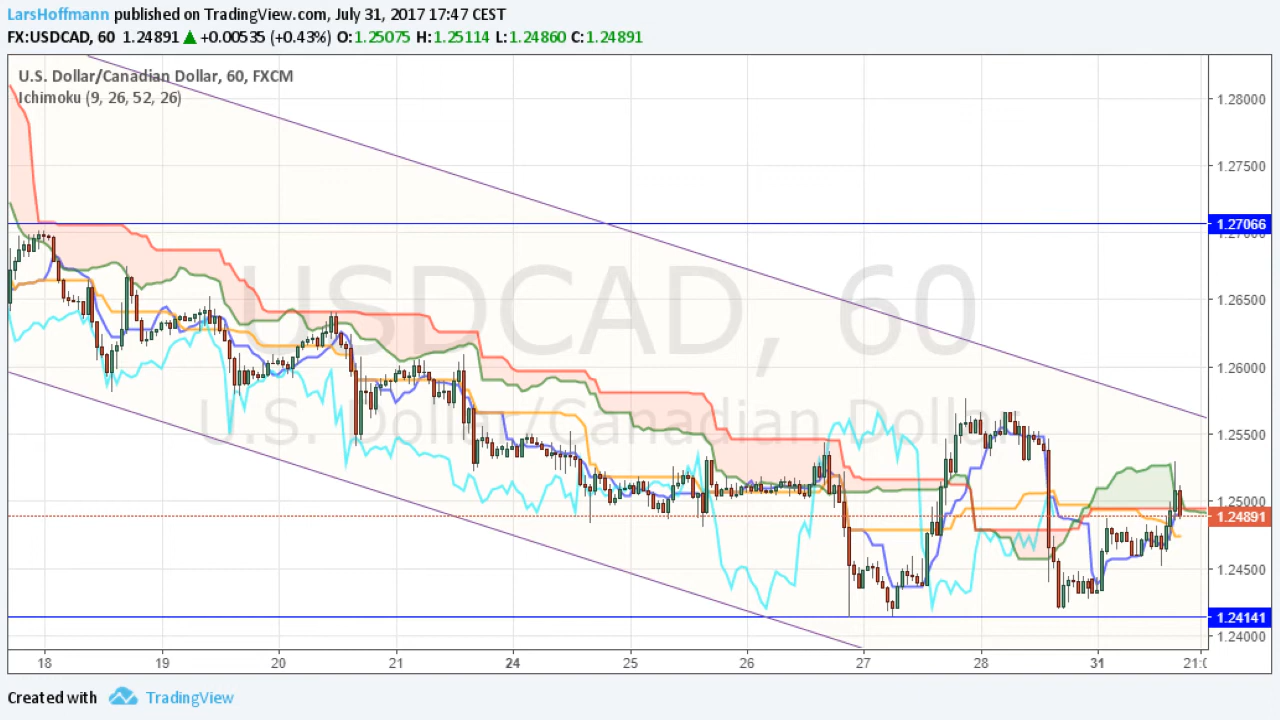 LarsHoffmann published on TradingView.com, July 31, 2017 17:47 CEST
FX:USDCAD, 60 1.24891 ▲ +0.00535 (+0.43%) O:1.25075 H:1.25114 L:1.24860 C:1.24891
U.S. Dollar/Canadian Dollar, 60, FXCM
Ichimoku (9, 26, 52, 26)
1.28000
1.27500
1.27066
1.27000
USDCAD, 60
1.26500
1.26000
U.S. Dollar/Canadian Dollar
1.25500
1.25000
1.24891
1.24500
1.24141
1.24000
18 19 20 21 24 25 26 27 28 31 21:0
Created with TradingView